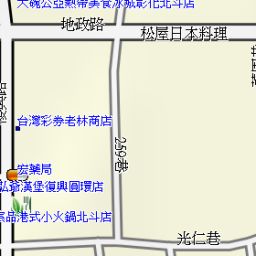 大碗公亞熱帶美食冰城彰化北斗店
地政路
松屋日本料理
台灣彩券老林商店
259巷
宏藥局
弘爺漢堡復興圓環店
品港式小火鍋北斗店
光仁巷